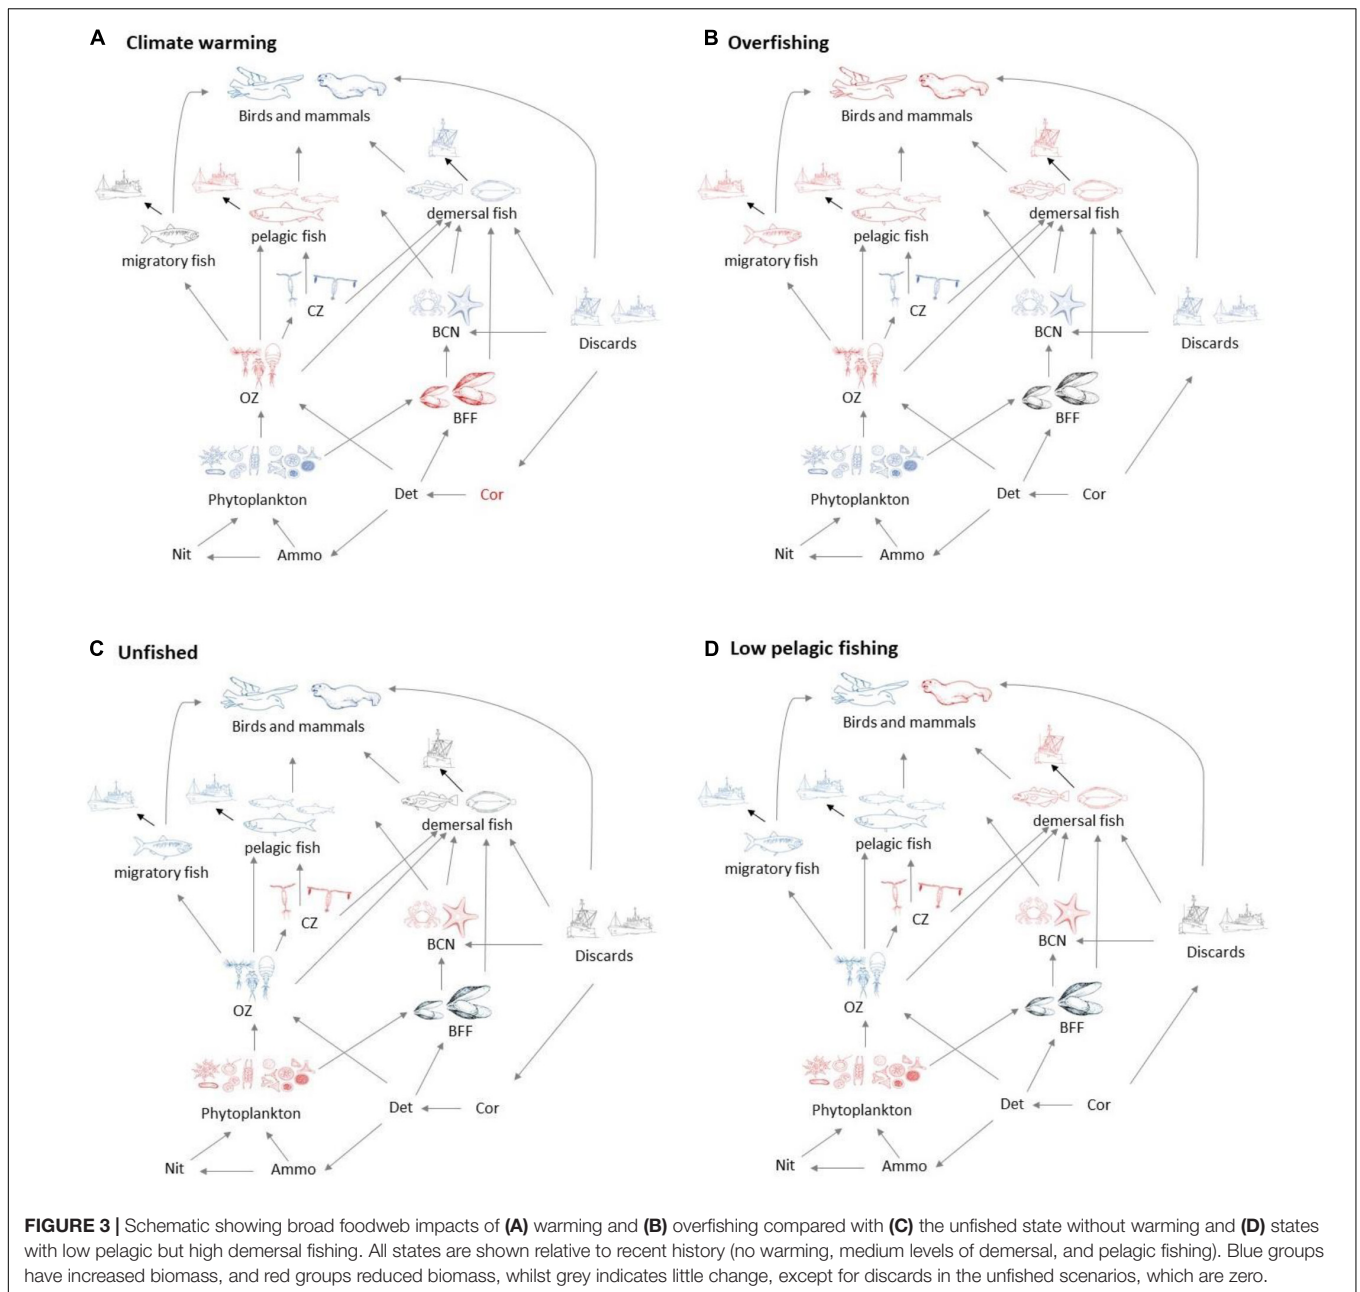 A Climate warming
Birds and mammals
demersal fish
pelagic fish
migratory fish
CZ
BCN
Discards
OZ
BFF
Phytoplankton
Det
Cor
Nit
Ammo
B Overfishing
Birds and mammals
demersal fish
pelagic fish
migratory fish
CZ
BCN
Discards
OZ
BFF
Phytoplankton
Det
Cor
Nit
Ammo
C Unfished
Birds and mammals
demersal fish
pelagic fish
migratory fish
CZ
BCN
Discards
OZ
BFF
Phytoplankton
Det
Cor
Nit
Ammo
D Low pelagic fishing
Birds and mammals
demersal fish
pelagic fish
migratory fish
CZ
BCN
Discards
OZ
BFF
Phytoplankton
Det
Cor
Nit
Ammo
FIGURE 3 | Schematic showing broad foodweb impacts of (A) warming and (B) overfishing compared with (C) the unfished state without warming and (D) states
with low pelagic but high demersal fishing. All states are shown relative to recent history (no warming, medium levels of demersal, and pelagic fishing). Blue groups
have increased biomass, and red groups reduced biomass, whilst grey indicates little change, except for discards in the unfished scenarios, which are zero.